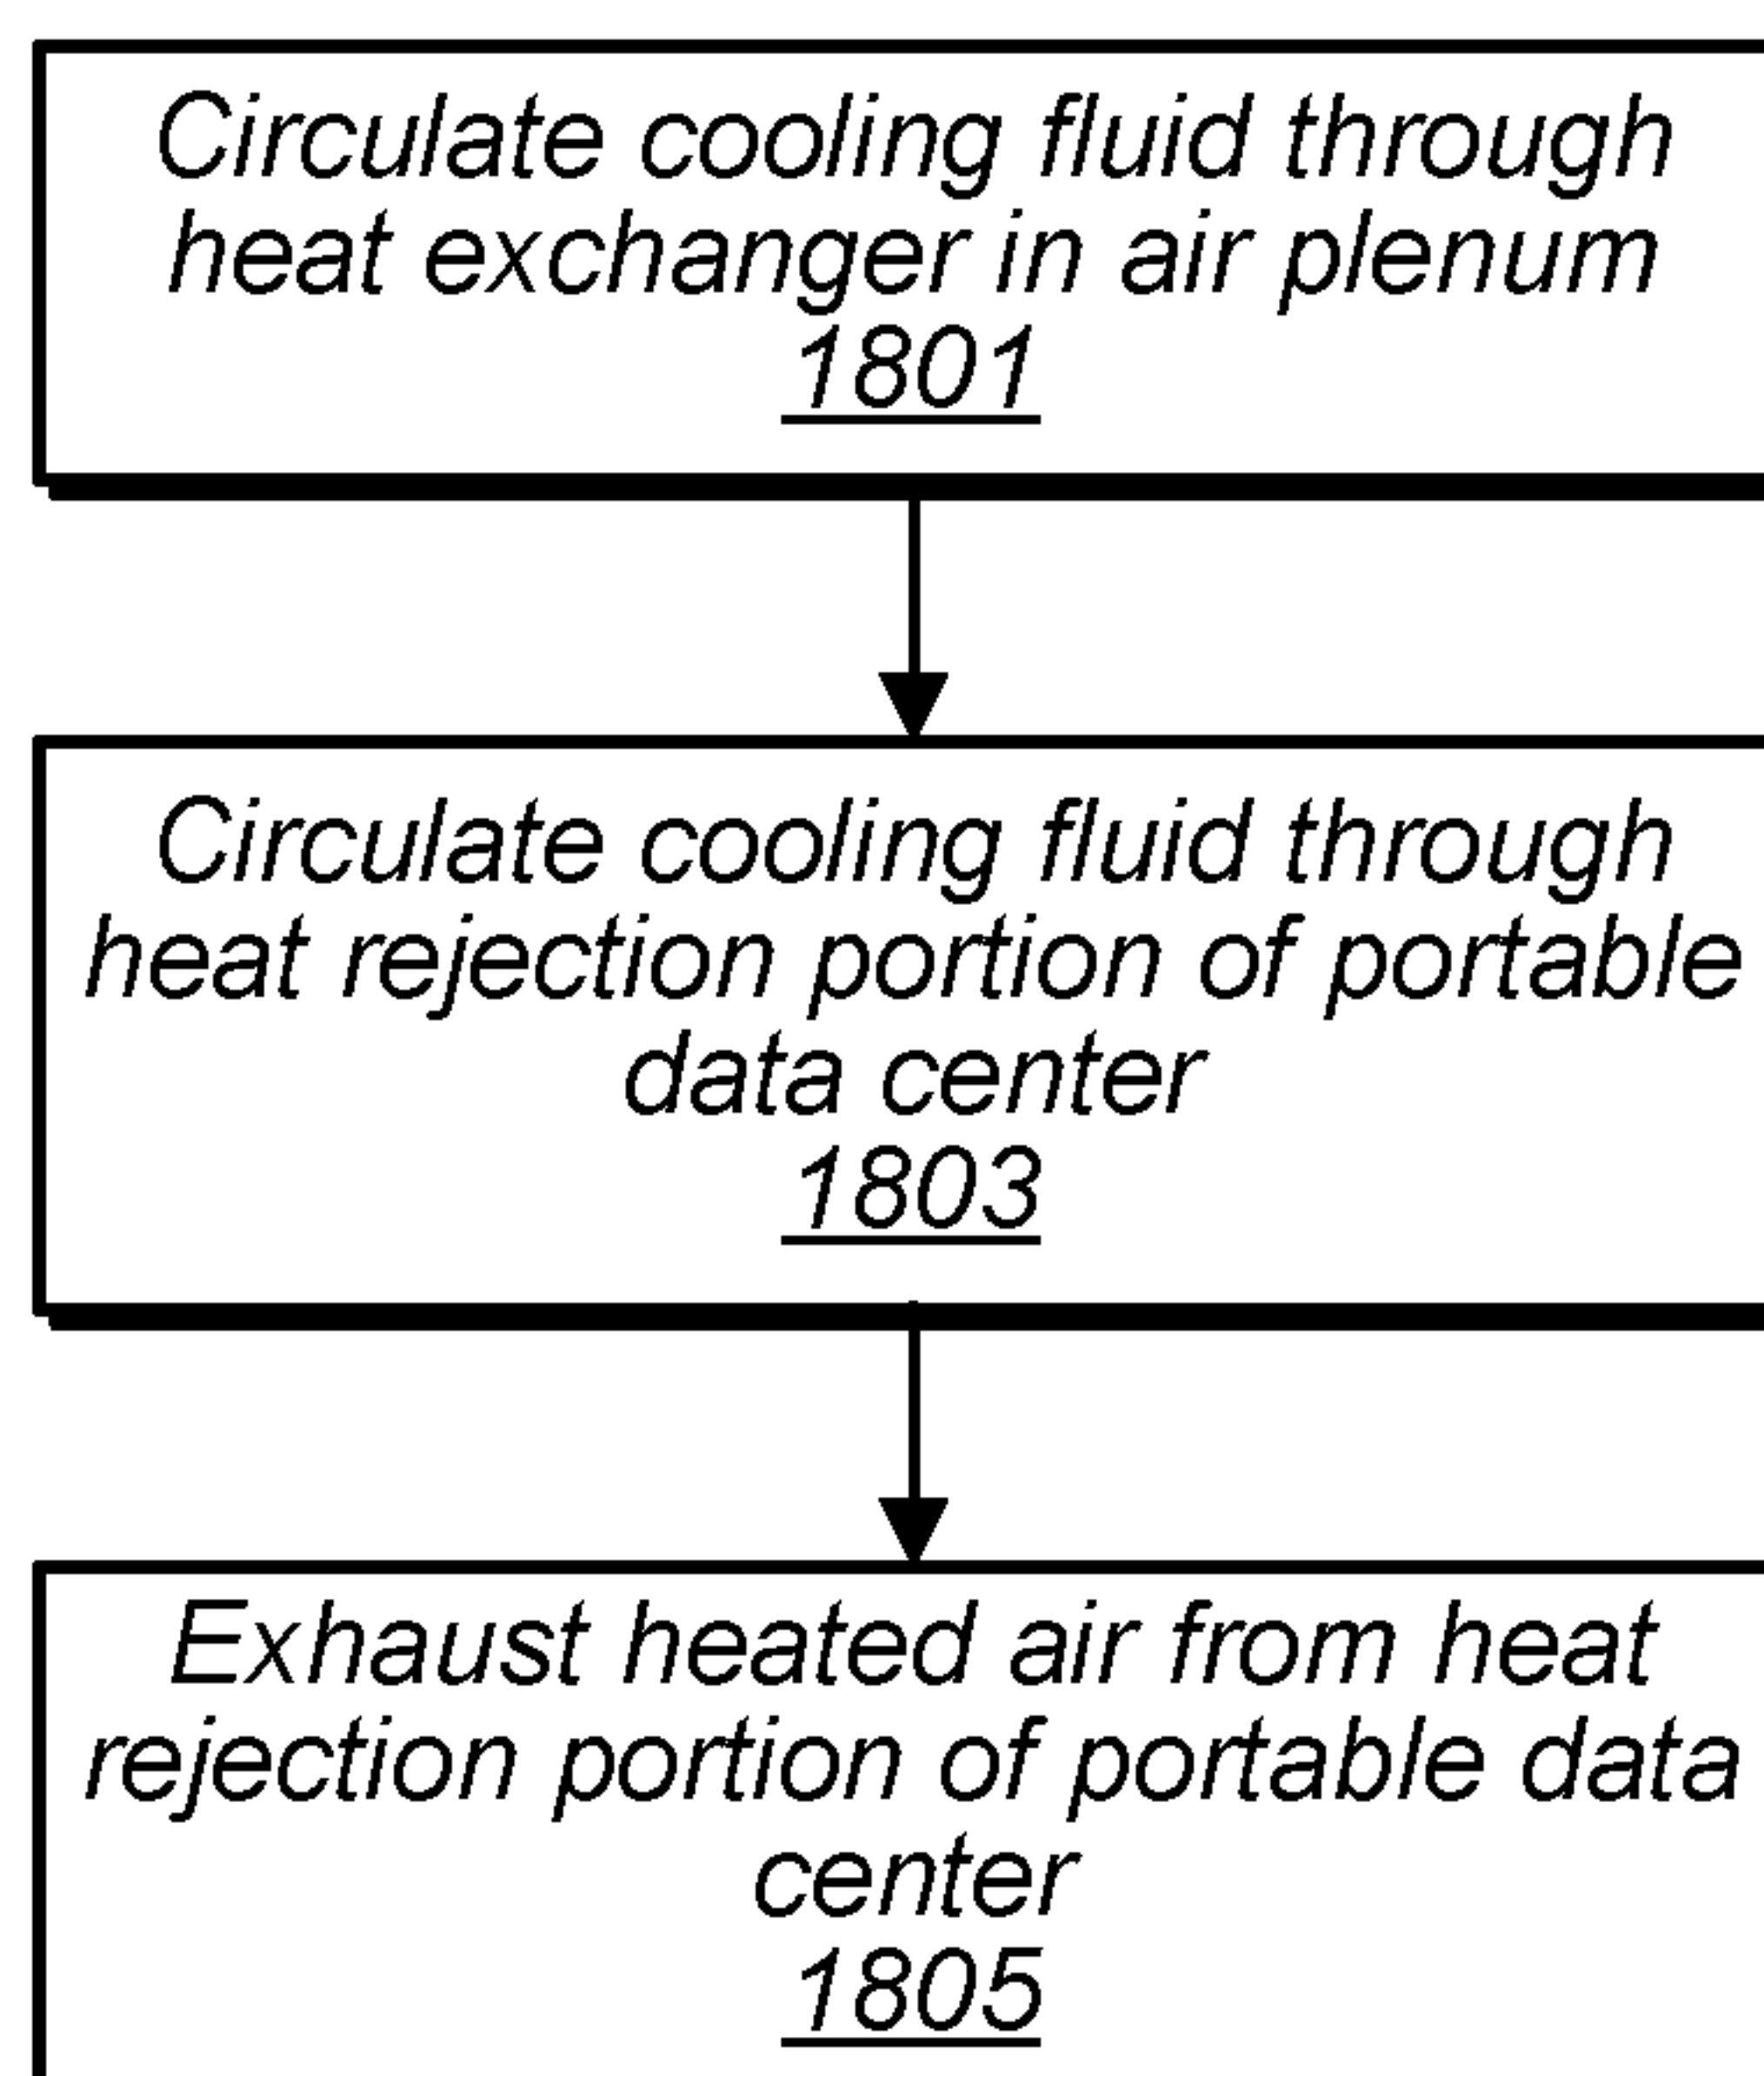 Circulate cooling fluid through
heat exchanger in air plenum
1801
Circulate cooling fluid through
heat rejection portion of portable
data center
1803
Exhaust heated air from heat
rejection portion of portable data
center
1805